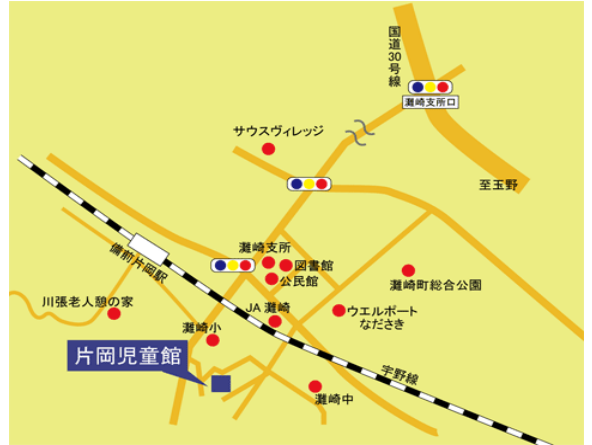 国道30号線
灘崎支所口
サウスヴィレッジ
至玉野
備前片岡駅
灘崎支所
図書館
公民館
灘崎町総合公園
川張老人憩の家
JA 灘崎
ウエルポート
なださき
灘崎小
片岡児童館
宇野線
灘崎中